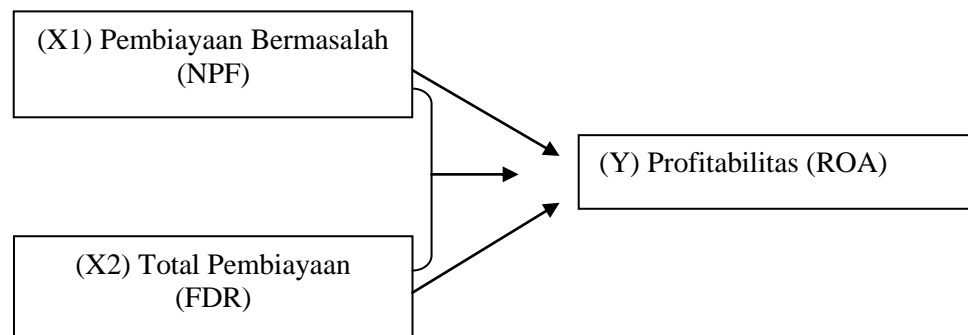 (X1) Pembiayaan Bermasalah
(NPF)
(Y) Profitabilitas (ROA)
(X2) Total Pembiayaan
(FDR)